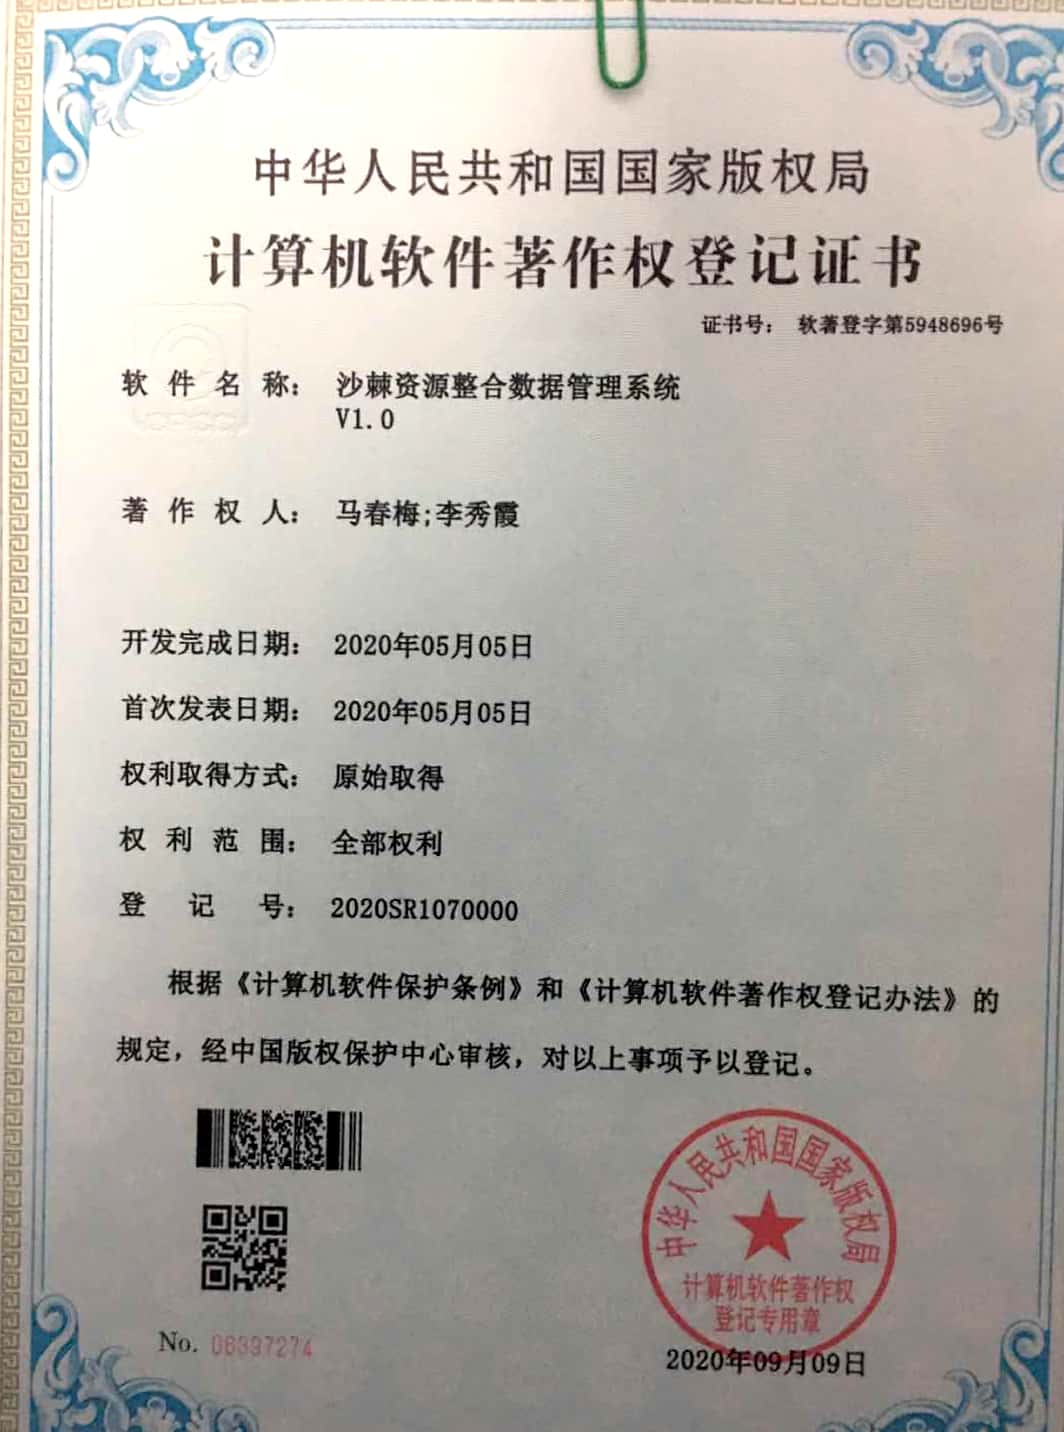 中华人民共和国国家版权局
计算机软件著作权登记证书
证书号： 软著登字第5948696号
软件名称： 沙棘资源整合数据管理系统
V1.0
著作权人： 马春梅;李秀霞
开发完成日期： 2020年05月05日
首次发表日期： 2020年05月05日
权利取得方式： 原始取得
权利范围： 全部权利
登记号： 2020SR1070000
根据《计算机软件保护条例》和《计算机软件著作权登记办法》的
规定，经中国版权保护中心审核，对以上事项予以登记。
中华人民共和国国家版权局
计算机软件著作权
登记专用章
No. 06397274
2020年09月09日